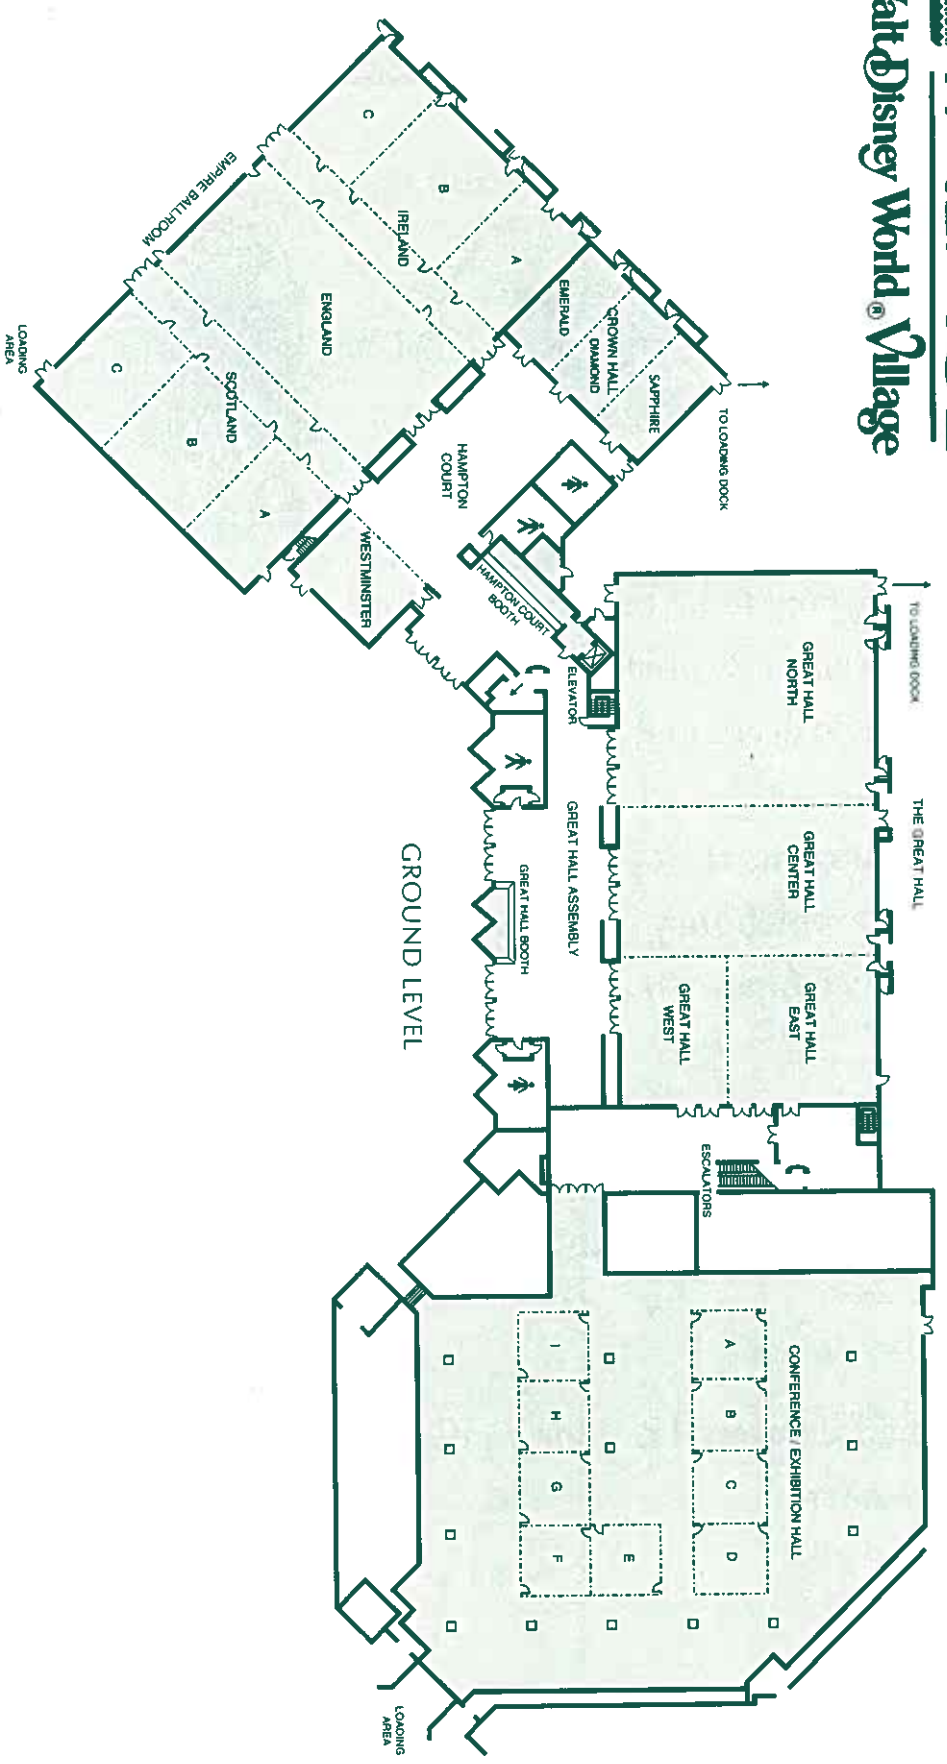 Walt Disney World® Village
TO LOADING DOCK
TO LOADING DOCK
THE GREAT HALL
C
B
A
IRELAND
EMPIRE BALLROOM
ENGLAND
SCOTLAND
C
B
A
LOADING
AREA
EMERALD
CROWN HALL
DIAMOND
SAPPHIRE
HAMPTON
COURT
WESTMINSTER
HAMPTON COURT
BOOTH
ELEVATOR
GREAT HALL
NORTH
GREAT HALL
CENTER
GREAT HALL
EAST
GREAT HALL
WEST
GREAT HALL ASSEMBLY
GREAT HALL BOOTH
GROUND LEVEL
ESCALATORS
CONFERENCE / EXHIBITION HALL
A
B
C
D
I
H
G
F
E
LOADING
AREA